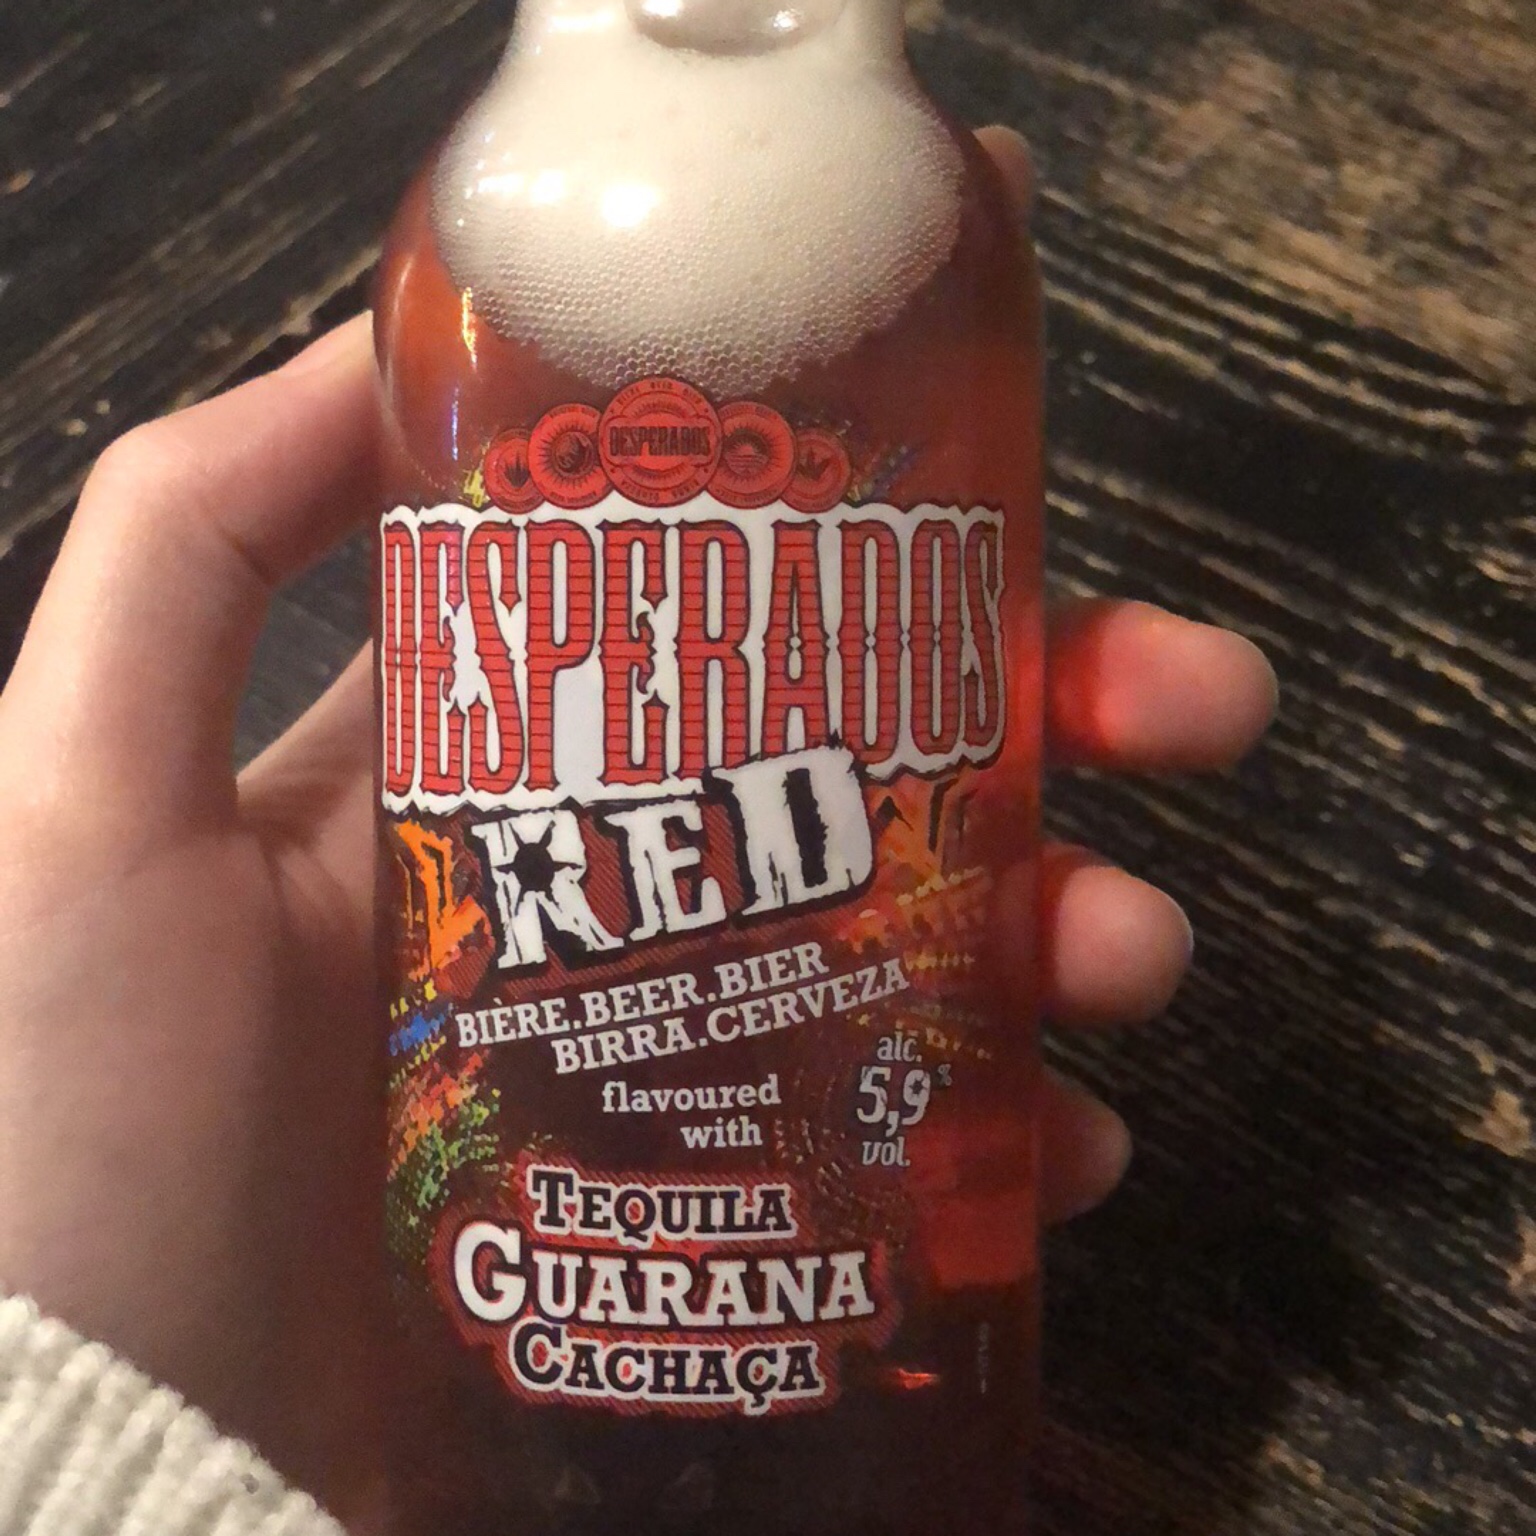 DESPERADOS
DESPERADOS
RED
BIÈRE.BEER.BIER
BIRRA.CERVEZA
alc.
5,9%
vol.
flavoured
with
TEQUILA
GUARANA
CACHAÇA